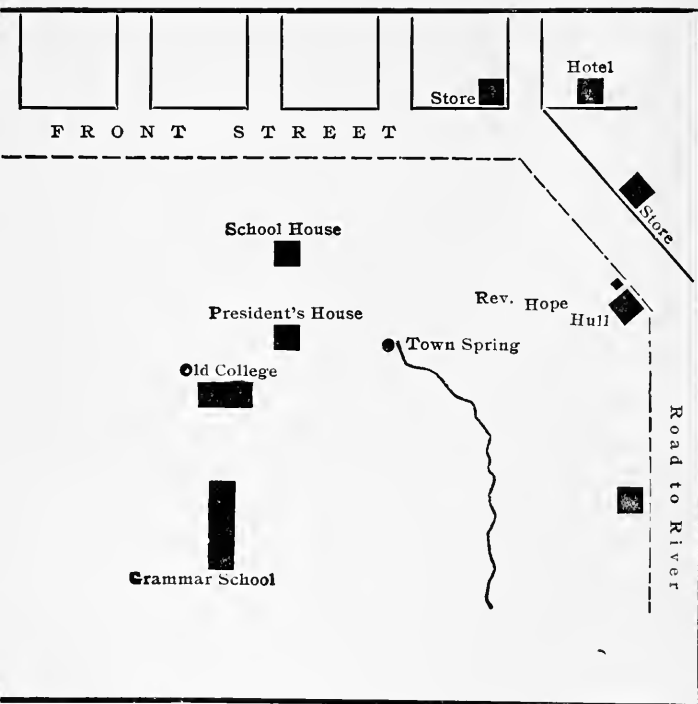 Hotel
Store
FRONT STREET
Store
School House
Rev. Hope Hull
President's House
Town Spring
Old College
Road to River
Grammar School